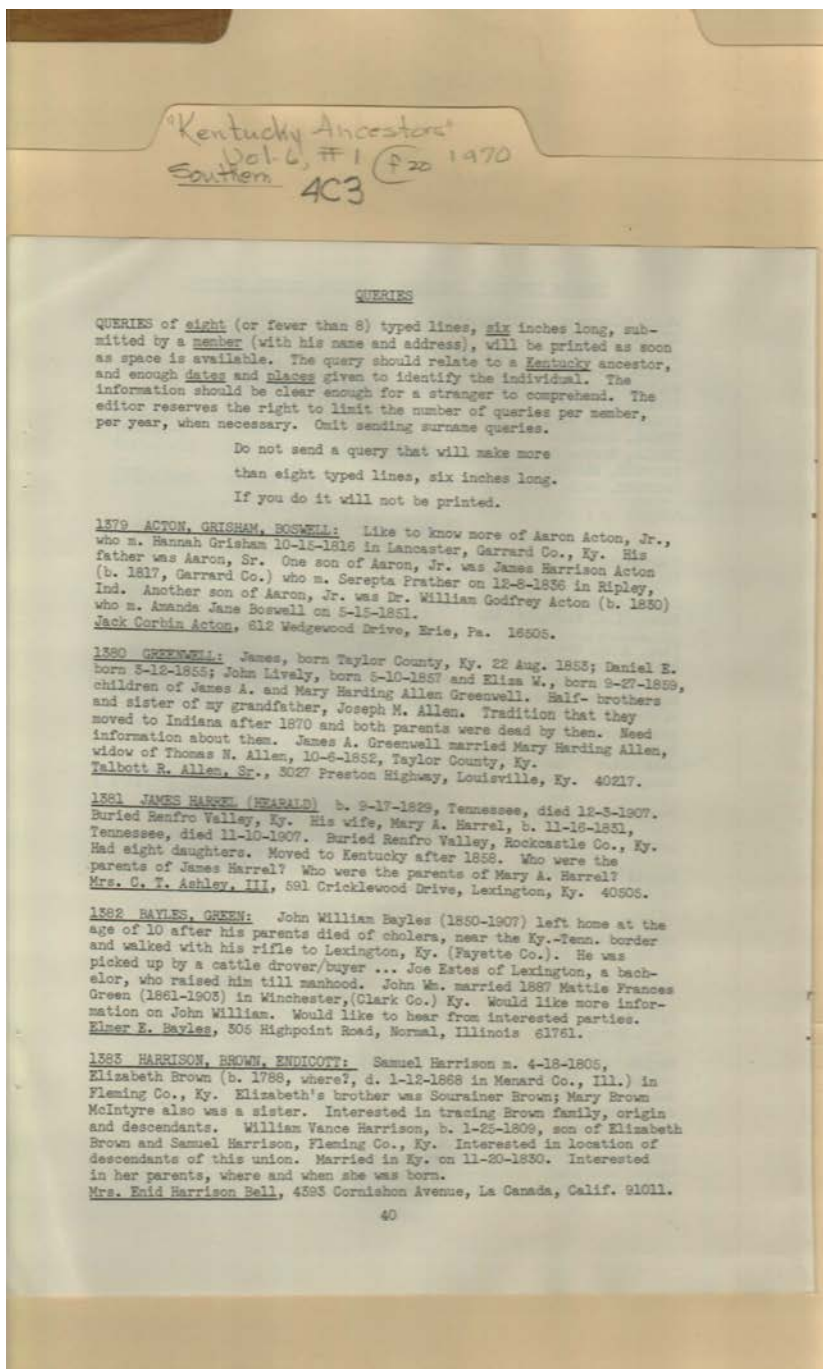 "Kentucky Ancestors"
Vol. 6, # 1 p 20 1970
Southern
4C3
QUERIES
QUERIES of eight (or fewer than 8) typed lines, six inches long, sub-
mitted by a member (with his name and address), will be printed as soon
as space is available. The query should relate to a Kentucky ancestor,
and enough dates and places given to identify the individual. The
information should be clear enough for a stranger to comprehend. The
editor reserves the right to limit the number of queries per member,
per year, when necessary. Omit sending surname queries.
Do not send a query that will make more
than eight typed lines, six inches long.
If you do it will not be printed.
1379 ACTON, GRISHAM, BOSWELL: Like to know more of Aaron Acton, Jr.,
who m. Hannah Grisham 10-15-1816 in Lancaster, Garrard Co., Ky. His
father was Aaron, Sr. One son of Aaron, Jr. was James Harrison Acton
(b. 1817, Garrard Co.) who m. Serepta Prather on 12-8-1836 in Ripley,
Ind. Another son of Aaron, Jr. was Dr. William Godfrey Acton (b. 1830)
who m. Amanda Jane Boswell on 5-15-1851.
Jack Corbin Acton, 612 Wedgewood Drive, Erie, Pa. 16505.
1380 GREENWELL: James, born Taylor County, Ky. 22 Aug. 1853; Daniel E.
born 3-12-1855; John Lively, born 5-10-1857 and Eliza W., born 9-27-1859,
children of James A. and Mary Harding Allen Greenwell. Half- brothers
and sister of my grandfather, Joseph M. Allen. Tradition that they
moved to Indiana after 1870 and both parents were dead by then. Need
information about them. James A. Greenwell married Mary Harding Allen,
widow of Thomas N. Allen, 10-6-1852, Taylor County, Ky.
Talbott R. Allen, Sr., 3027 Preston Highway, Louisville, Ky. 40217.
1381 JAMES HARREL (HEARALD) b. 9-17-1829, Tennessee, died 12-3-1907.
Buried Renfro Valley, Ky. His wife, Mary A. Harrel, b. 11-16-1831,
Tennessee, died 11-10-1907. Buried Renfro Valley, Rockcastle Co., Ky.
Had eight daughters. Moved to Kentucky after 1858. Who were the
parents of James Harrel? Who were the parents of Mary A. Harrel?
Mrs. C. T. Ashley, III, 591 Cricklewood Drive, Lexington, Ky. 40505.
1382 BAYLES, GREEN: John William Bayles (1850-1907) left home at the
age of 10 after his parents died of cholera, near the Ky.-Tenn. border
and walked with his rifle to Lexington, Ky. (Fayette Co.). He was
picked up by a cattle drover/buyer ... Joe Estes of Lexington, a bach-
elor, who raised him till manhood. John Wm. married 1887 Mattie Frances
Green (1861-1903) in Winchester,(Clark Co.) Ky. Would like more infor-
mation on John William. Would like to hear from interested parties.
Elmer E. Bayles, 305 Highpoint Road, Normal, Illinois 61761.
1383 HARRISON, BROWN, ENDICOTT: Samuel Harrison m. 4-18-1805,
Elizabeth Brown (b. 1788, where?, d. 1-12-1868 in Menard Co., Ill.) in
Fleming Co., Ky. Elizabeth's brother was Sourainer Brown; Mary Brown
McIntyre also was a sister. Interested in tracing Brown family, origin
and descendants. William Vance Harrison, b. 1-25-1809, son of Elizabeth
Brown and Samuel Harrison, Fleming Co., Ky. Interested in location of
descendants of this union. Married in Ky. on 11-20-1830. Interested
in her parents, where and when she was born.
Mrs. Enid Harrison Bell, 4393 Cornishon Avenue, La Canada, Calif. 91011.
40